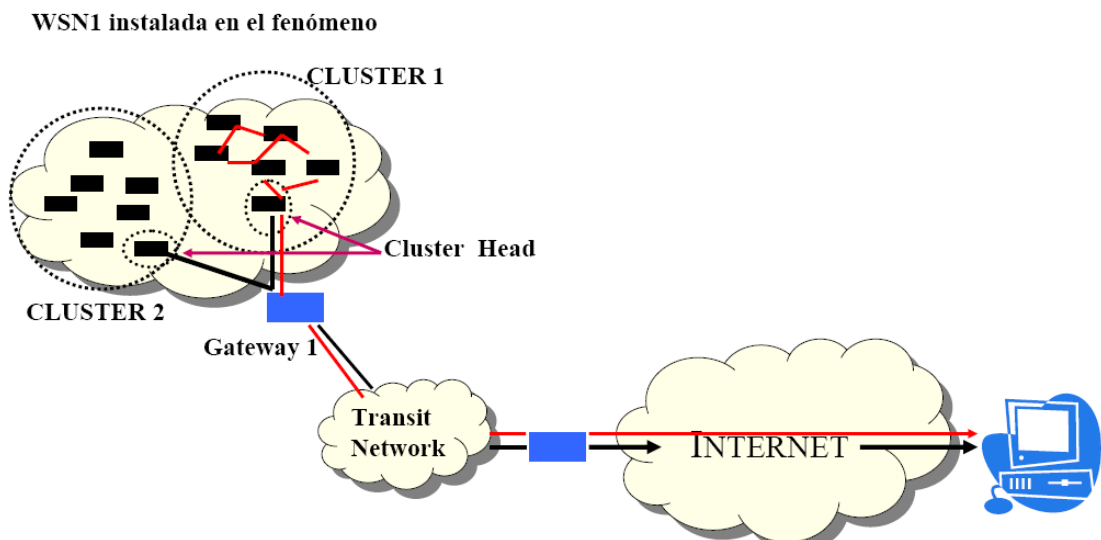 WSN1 instalada en el fenómeno
CLUSTER 1
Cluster Head
CLUSTER 2
Gateway 1
Transit
Network
INTERNET